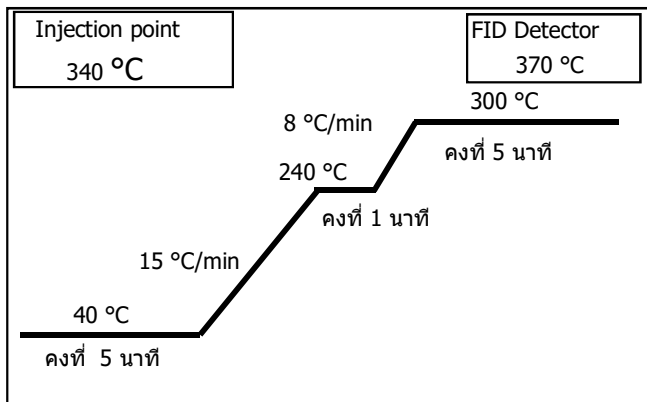 Injection point
340 °C
FID Detector
370 °C
300 °C
8 °C/min
คงที่ 5 นาที
240 °C
คงที่ 1 นาที
15 °C/min
40 °C
คงที่ 5 นาที